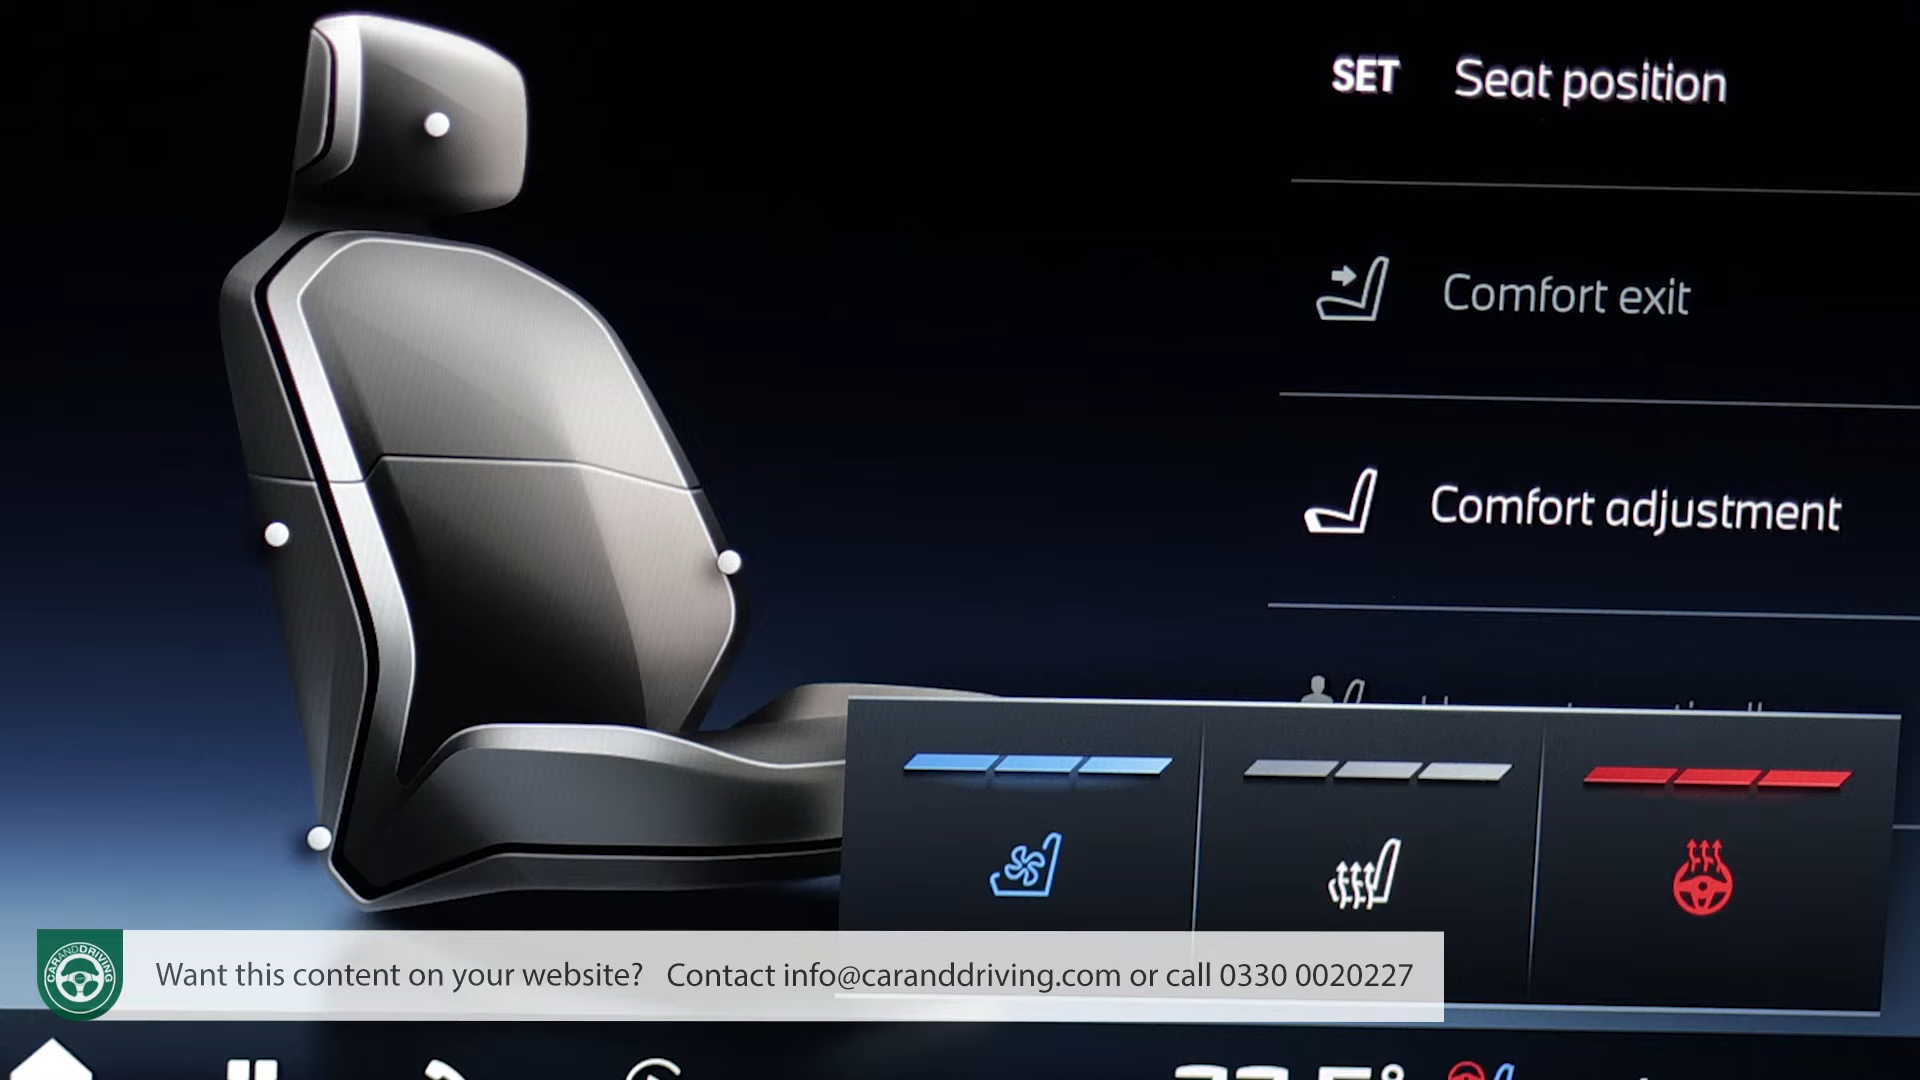 SET Seat position
Comfort exit
Comfort adjustment
CARANDDRIVING
Want this content on your website? Contact info@caranddriving.com or call 0330 0020227